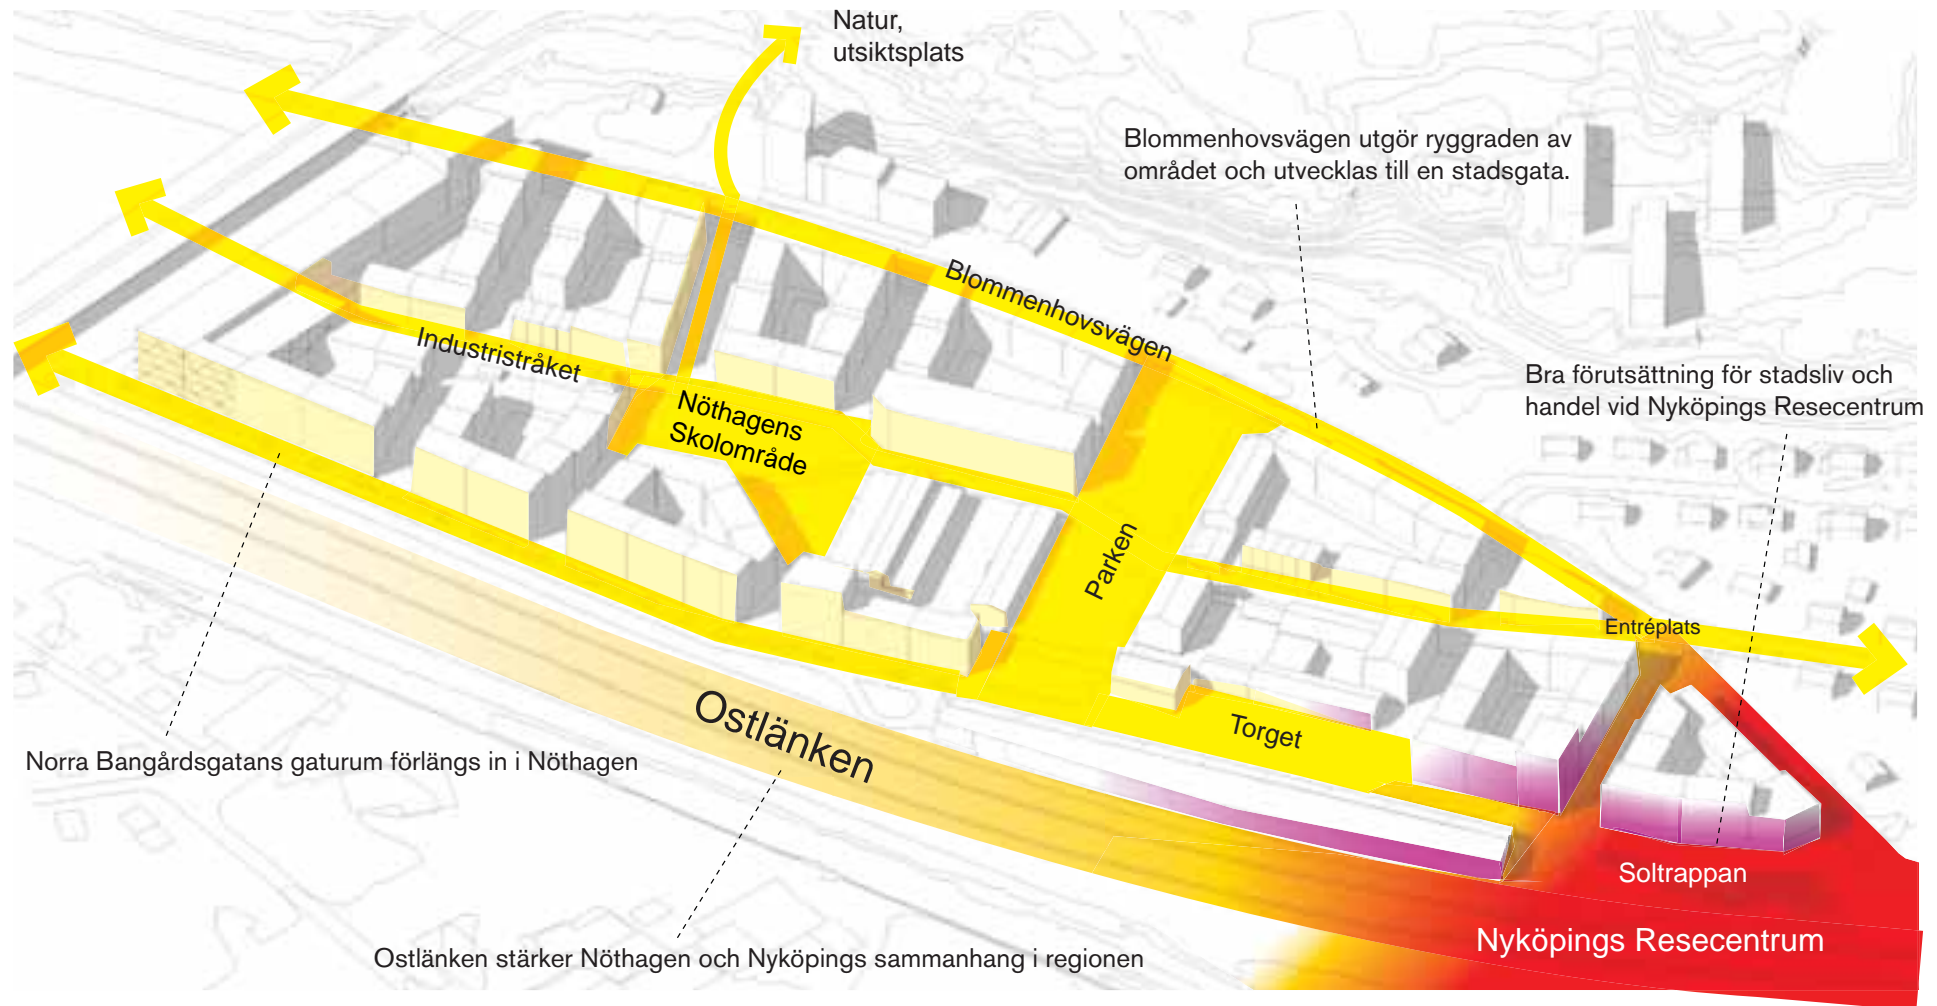 Natur,
utsiktsplats
Blommenhovsvägen utgör ryggraden av
området och utvecklas till en stadsgata.
Blommenhovsvägen
Industristråket
Bra förutsättning för stadsliv och
handel vid Nyköpings Resecentrum
Nöthagens
Skolområde
Parken
Entréplats
Ostlänken
Torget
Norra Bangårdsgatans gaturum förlängs in i Nöthagen
Soltrappan
Nyköpings Resecentrum
Ostlänken stärker Nöthagen och Nyköpings sammanhang i regionen